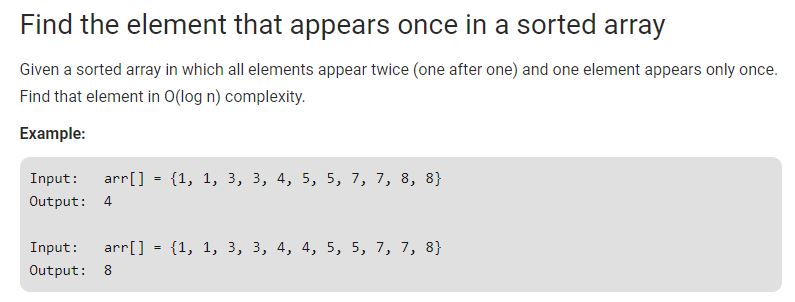 Find the element that appears once in a sorted array
Given a sorted array in which all elements appear twice (one after one) and one element appears only once.
Find that element in O(log n) complexity.
Example:
Input:   arr[] = {1, 1, 3, 3, 4, 5, 5, 7, 7, 8, 8}
Output:  4
Input:   arr[] = {1, 1, 3, 3, 4, 4, 5, 5, 7, 7, 8}
Output:  8